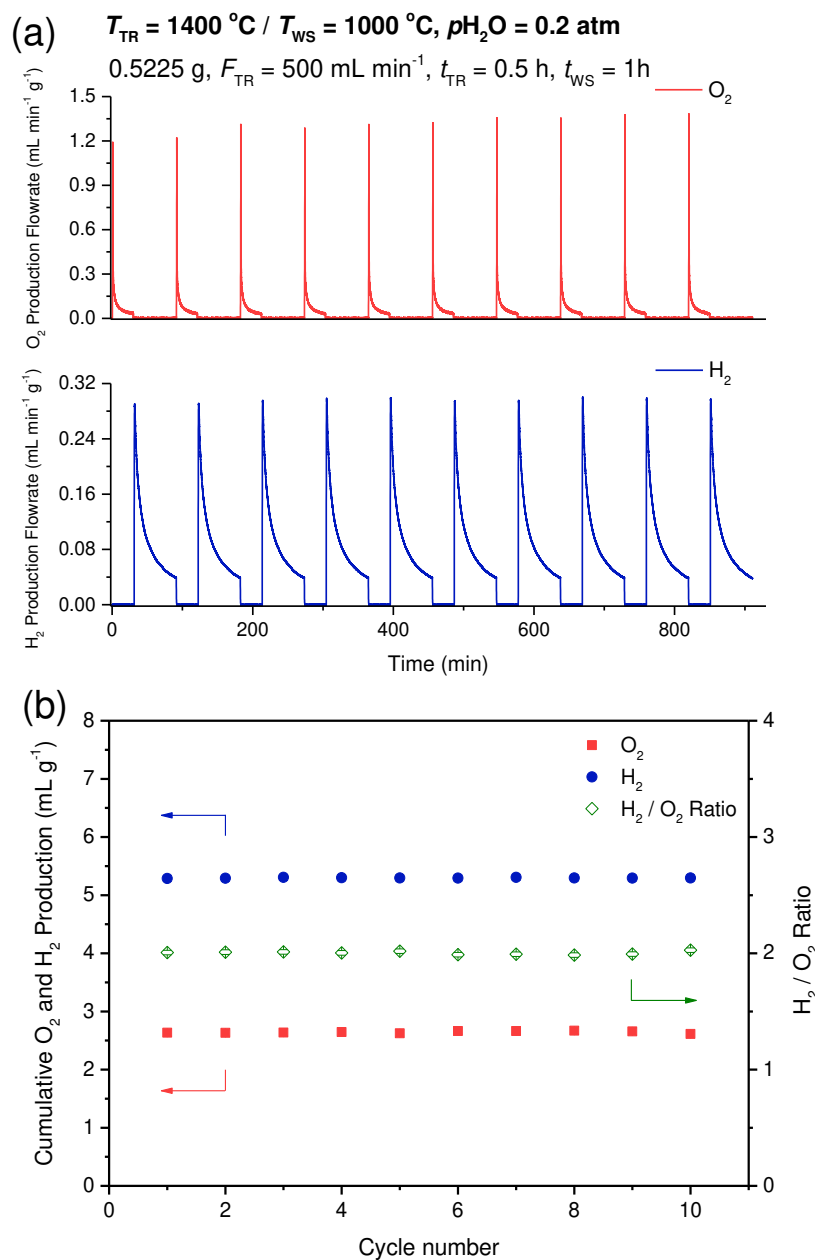 (a)
T_TR = 1400 °C / T_WS = 1000 °C, pH₂O = 0.2 atm
0.5225 g, F_TR = 500 mL min⁻¹, t_TR = 0.5 h, t_WS = 1h
O₂ Production Flowrate (mL min⁻¹ g⁻¹)
1.5
1.2
0.9
0.6
0.3
0.0
O₂
H₂ Production Flowrate (mL min⁻¹ g⁻¹)
0.32
0.24
0.16
0.08
0.00
H₂
0 200 400 600 800
Time (min)
(b)
Cumulative O₂ and H₂ Production (mL g⁻¹)
8
7
6
5
4
3
2
1
0
O₂
H₂
H₂ / O₂ Ratio
4
3
2
1
0
H₂ / O₂ Ratio
0 2 4 6 8 10
Cycle number